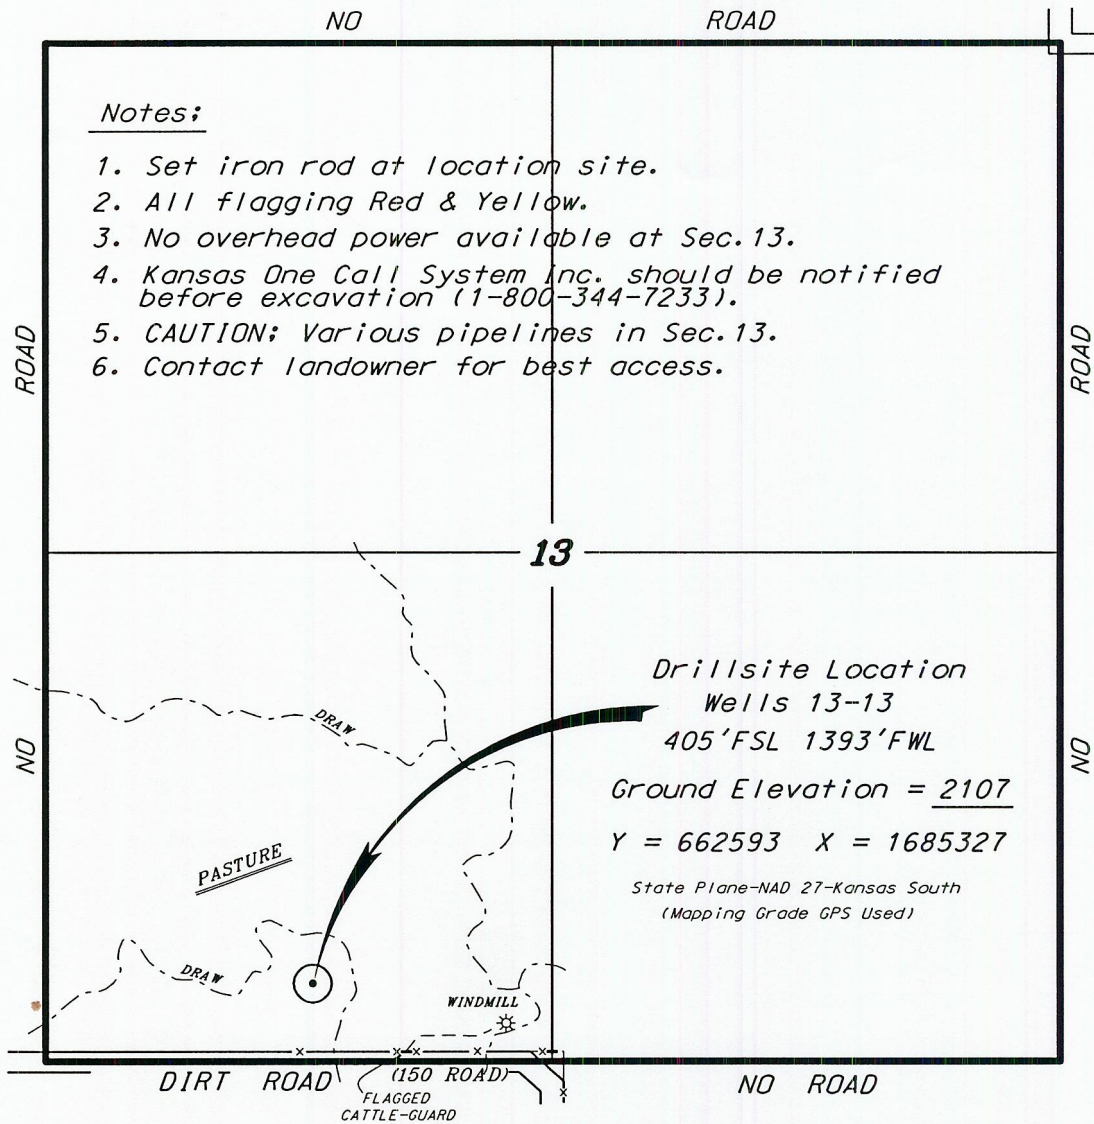 NO ROAD
Notes:
1. Set iron rod at location site.
2. All flagging Red & Yellow.
3. No overhead power available at Sec.13.
4. Kansas One Call System Inc. should be notified
before excavation (1-800-344-7233).
5. CAUTION: Various pipelines in Sec.13.
6. Contact landowner for best access.
NO ROAD
NO ROAD
13
DRAW
Drillsite Location
Wells 13-13
405'FSL 1393'FWL
Ground Elevation = 2107
Y = 662593 X = 1685327
State Plane-NAD 27-Kansas South
(Mapping Grade GPS Used)
PASTURE
DRAW
WINDMILL
DIRT ROAD (150 ROAD) NO ROAD
FLAGGED
CATTLE-GUARD